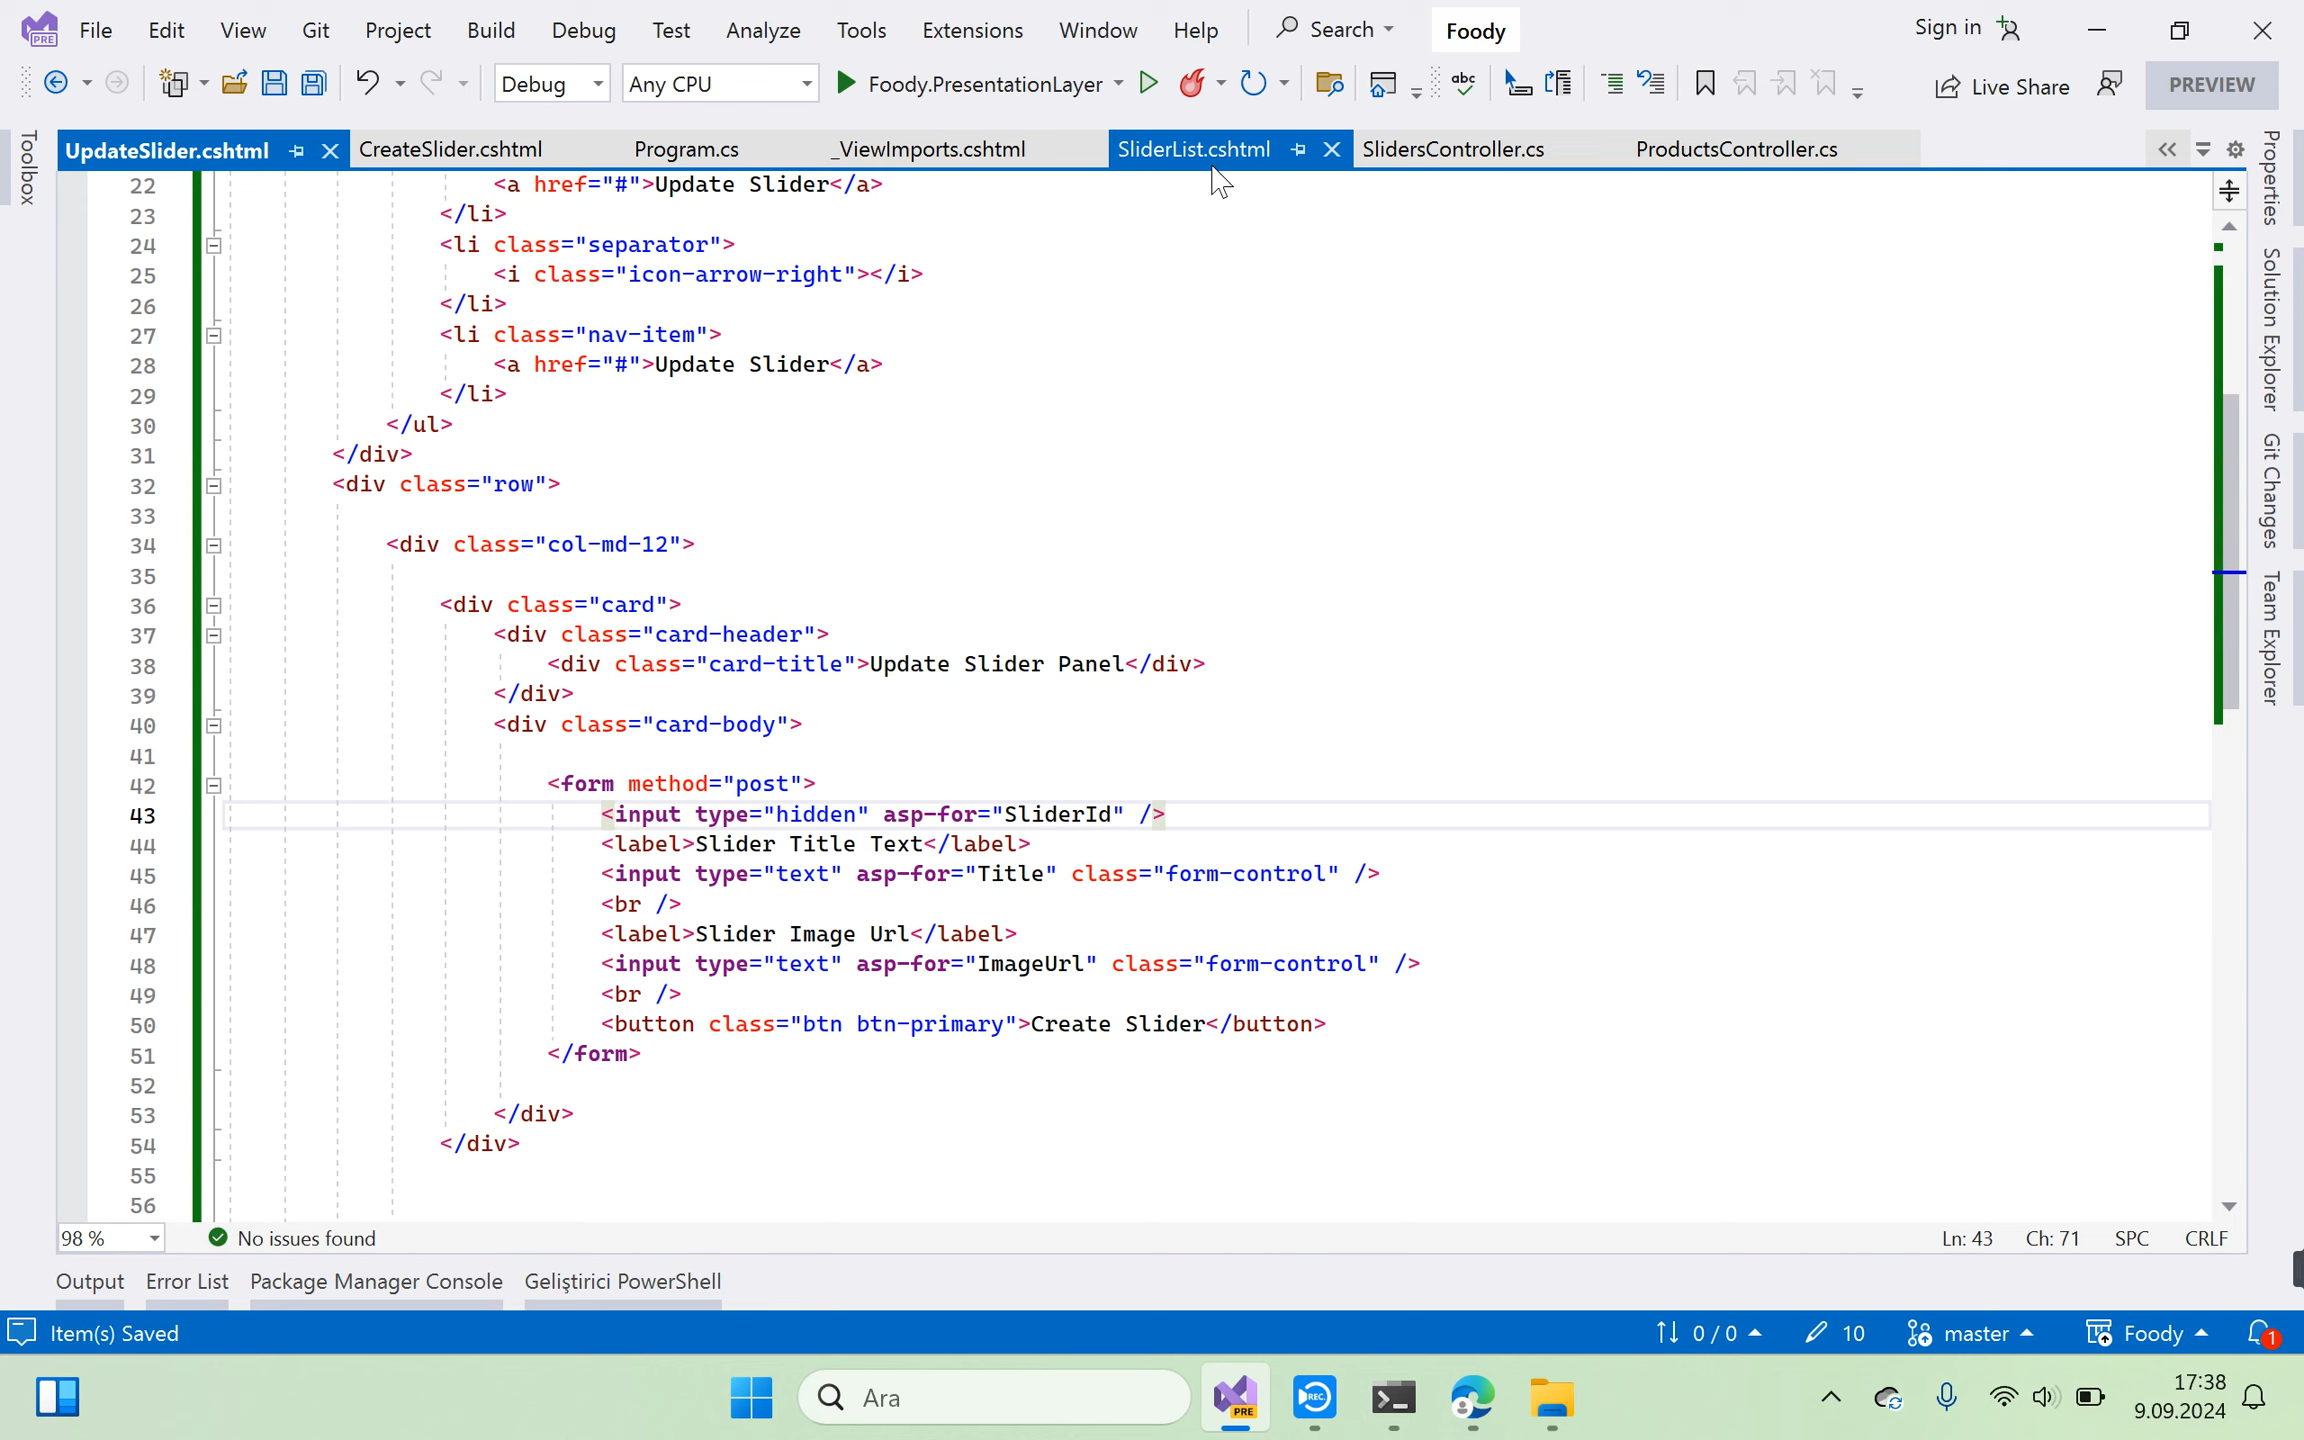 PRE File Edit View Git Project Build Debug Test Analyze Tools Extensions Window Help Search Foody Sign in
Debug Any CPU Foody.PresentationLayer abc Live Share PREVIEW
Toolbox
UpdateSlider.cshtml CreateSlider.cshtml Program.cs _ViewImports.cshtml SliderList.cshtml SlidersController.cs ProductsController.cs
22 <a href="#">Update Slider</a>
23 </li>
24 <li class="separator">
25 <i class="icon-arrow-right"></i>
26 </li>
27 <li class="nav-item">
28 <a href="#">Update Slider</a>
29 </li>
30 </ul>
31 </div>
32 <div class="row">
33
34 <div class="col-md-12">
35
36 <div class="card">
37 <div class="card-header">
38 <div class="card-title">Update Slider Panel</div>
39 </div>
40 <div class="card-body">
41
42 <form method="post">
43 <input type="hidden" asp-for="SliderId" />
44 <label>Slider Title Text</label>
45 <input type="text" asp-for="Title" class="form-control" />
46 <br />
47 <label>Slider Image Url</label>
48 <input type="text" asp-for="ImageUrl" class="form-control" />
49 <br />
50 <button class="btn btn-primary">Create Slider</button>
51 </form>
52
53 </div>
54 </div>
55
56
Properties
Solution Explorer
Git Changes
Team Explorer
98 % No issues found Ln: 43 Ch: 71 SPC CRLF
Output Error List Package Manager Console Geliştirici PowerShell
Item(s) Saved 0 / 0 10 master Foody 1
Ara PRE REC 17:38
9.09.2024